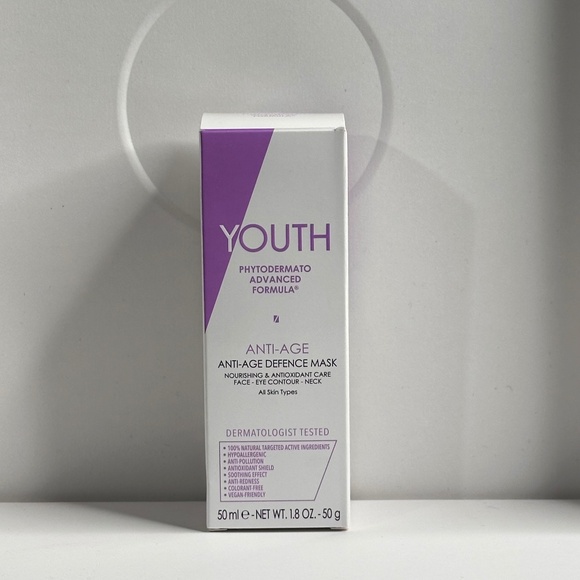 YOUTH
PHYTODERMATO
ADVANCED
FORMULA®
ANTI-AGE
ANTI-AGE DEFENCE MASK
NOURISHING & ANTIOXIDANT CARE
FACE - EYE CONTOUR - NECK
All Skin Types
DERMATOLOGIST TESTED
• 100% NATURAL TARGETED ACTIVE INGREDIENTS
• HYPOALLERGENIC
• ANTI POLLUTION
• ANTIOXIDANT SHIELD
• SOOTHING EFFECT
• ANTI-REDNESS
• COLORANT-FREE
• VEGAN-FRIENDLY
50 ml ℮ - NET WT. 1.8 OZ. - 50 g